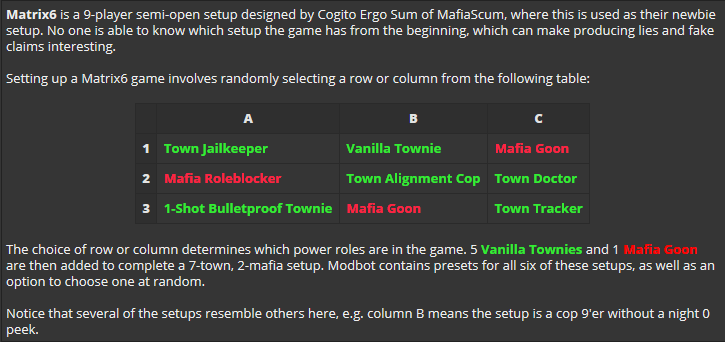 Matrix6 is a 9-player semi-open setup designed by Cogito Ergo Sum of MafiaScum, where this is used as their newbie
setup. No one is able to know which setup the game has from the beginning, which can make producing lies and fake
claims interesting.
Setting up a Matrix6 game involves randomly selecting a row or column from the following table:
A B C
1 Town Jailkeeper Vanilla Townie Mafia Goon
2 Mafia Roleblocker Town Alignment Cop Town Doctor
3 1-Shot Bulletproof Townie Mafia Goon Town Tracker
The choice of row or column determines which power roles are in the game. 5 Vanilla Townies and 1 Mafia Goon
are then added to complete a 7-town, 2-mafia setup. Modbot contains presets for all six of these setups, as well as an
option to choose one at random.
Notice that several of the setups resemble others here, e.g. column B means the setup is a cop 9'er without a night 0
peek.